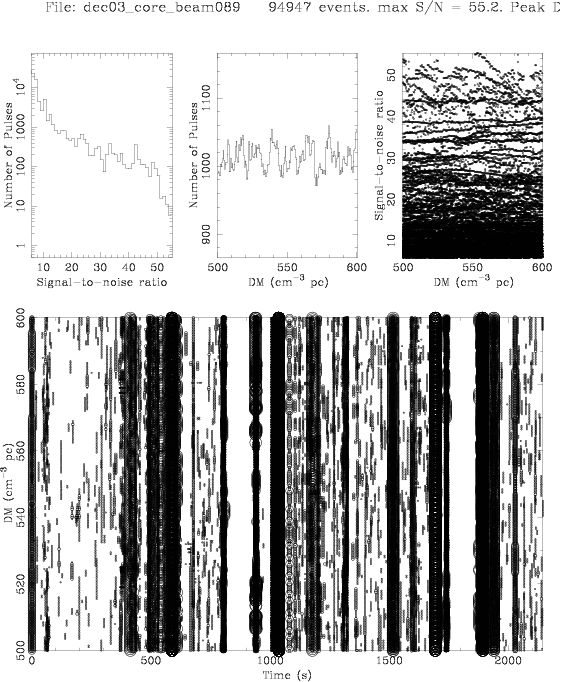 File: dec03_core_beam089 94947 events. max S/N = 55.2. Peak D
Number of Pulses
1 10 100 1000 10⁴
10 20 30 40 50
Signal-to-noise ratio
Number of Pulses
900 1000 1100
500 550 600
DM (cm⁻³ pc)
Signal-to-noise ratio
10 20 30 40 50
500 550 600
DM (cm⁻³ pc)
DM (cm⁻³ pc)
500 520 540 560 580 600
0 500 1000 1500 2000
Time (s)